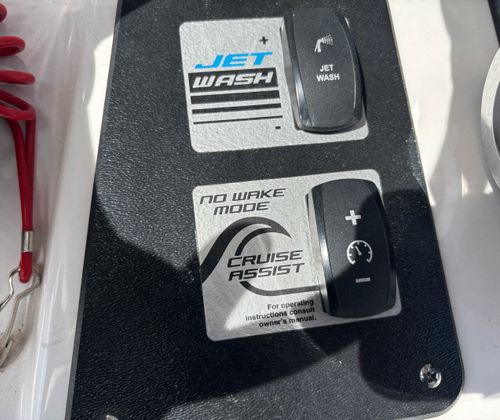 +
JET
WASH
-
JET
WASH
NO WAKE
MODE
CRUISE
ASSIST
For operating
instructions consult
owner's manual.
+
-